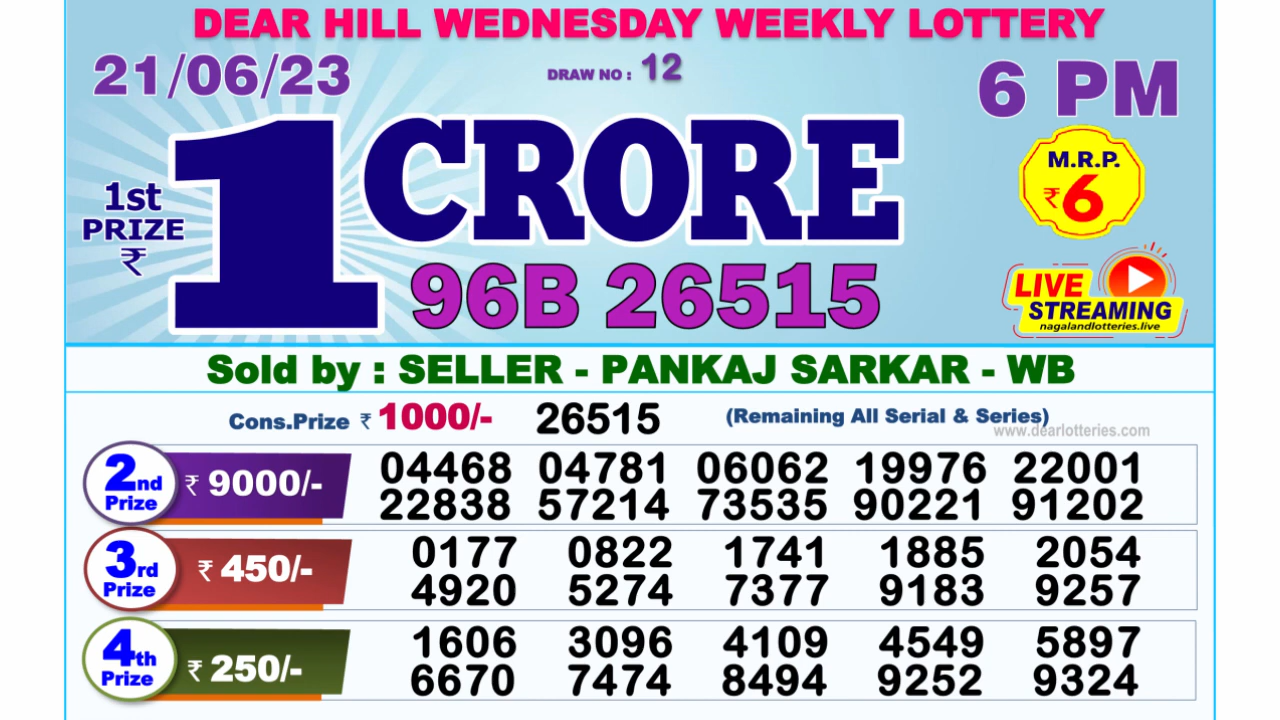 DEAR HILL WEDNESDAY WEEKLY LOTTERY
21/06/23
DRAW NO : 12
6 PM
1st
PRIZE
₹
1 CRORE
M.R.P.
₹6
96B 26515
LIVE
STREAMING
nagalandlotteries.live
Sold by : SELLER - PANKAJ SARKAR - WB
Cons.Prize ₹ 1000/- 26515 (Remaining All Serial & Series)
www.dearlotteries.com
2nd Prize ₹ 9000/-
04468 04781 06062 19976 22001
22838 57214 73535 90221 91202
3rd Prize ₹ 450/-
0177 0822 1741 1885 2054
4920 5274 7377 9183 9257
4th Prize ₹ 250/-
1606 3096 4109 4549 5897
6670 7474 8494 9252 9324